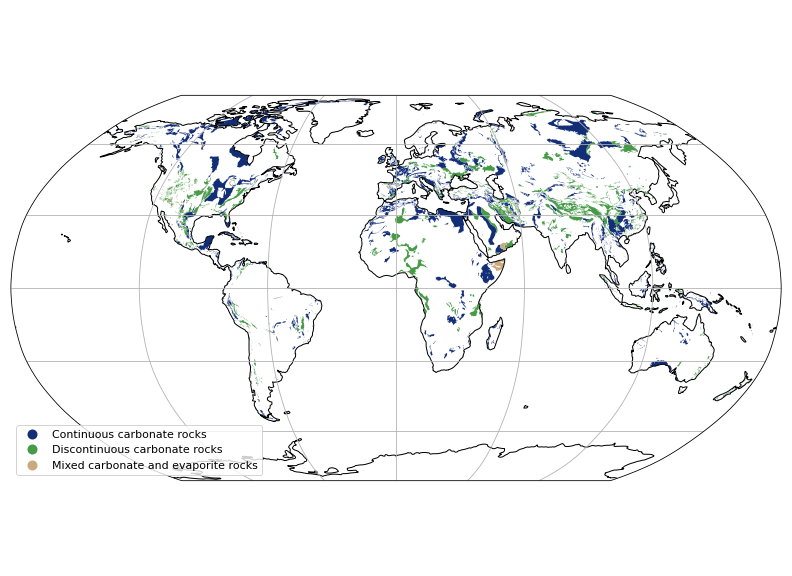 Continuous carbonate rocks
Discontinuous carbonate rocks
Mixed carbonate and evaporite rocks